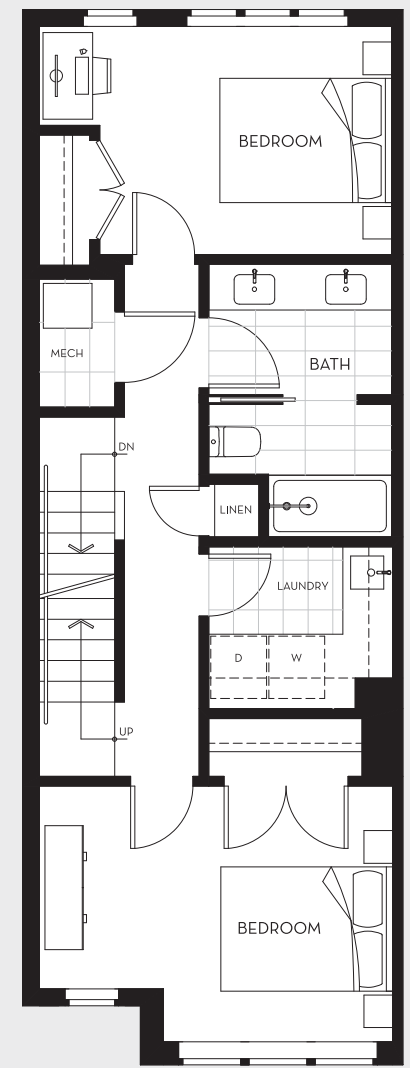 BEDROOM
MECH
BATH
DN
LINEN
LAUNDRY
D
W
UP
BEDROOM